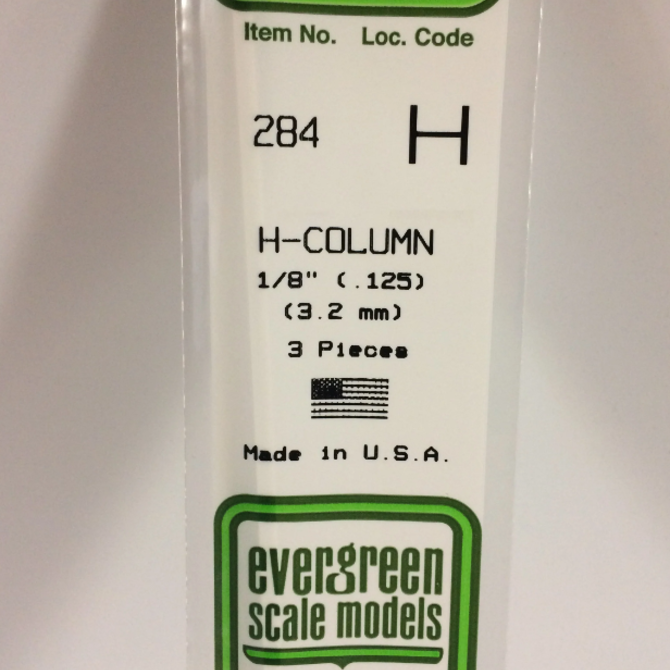 Item No. Loc. Code
284 H
H-COLUMN
1/8" (.125)
(3.2 mm)
3 Pieces
Made in U.S.A.
evergreen
scale models